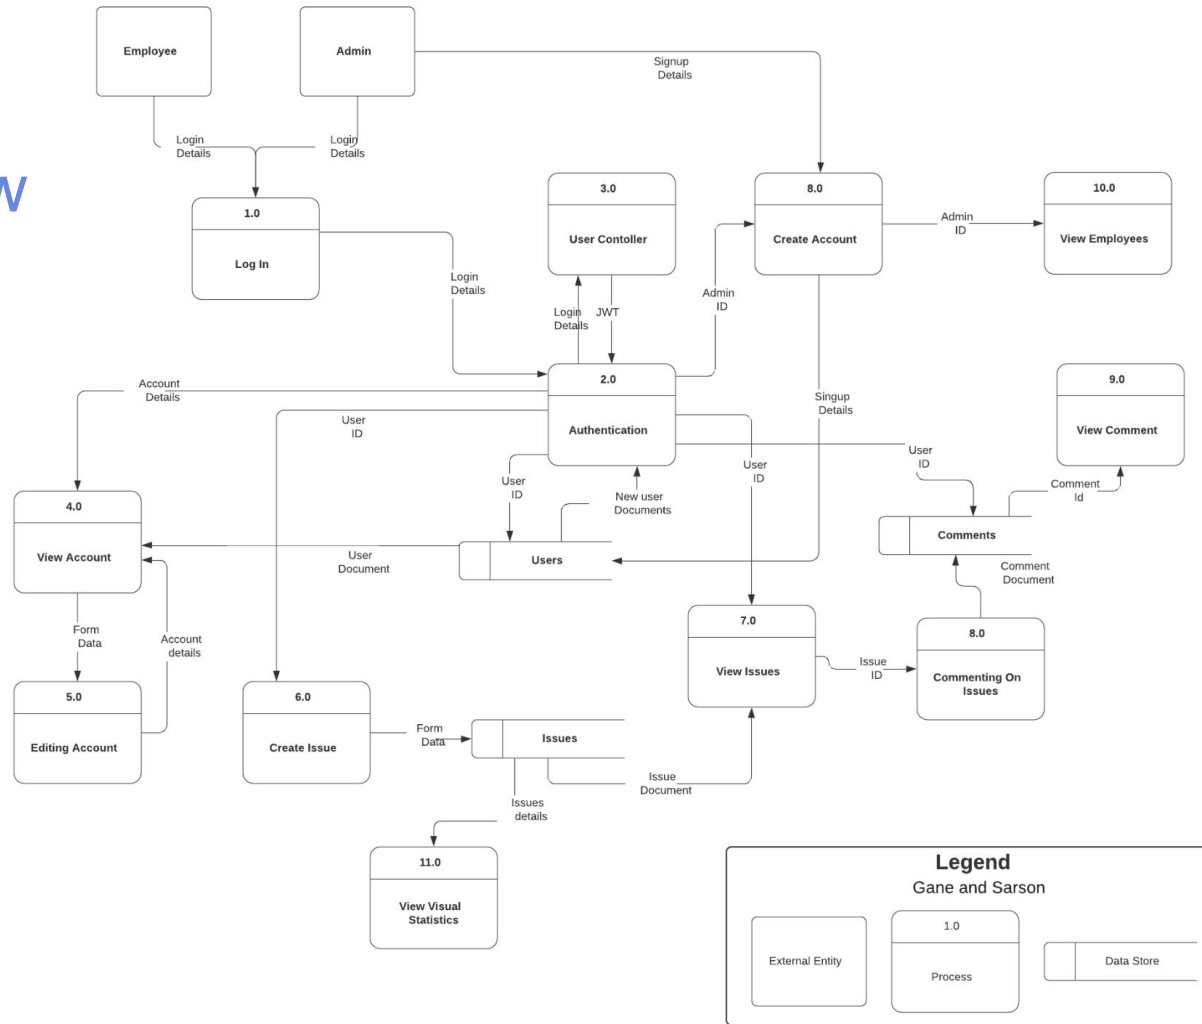 Employee
Admin
Signup
Details
Login
Details
Login
Details
w
1.0
Log In
3.0
User Contoller
8.0
Create Account
10.0
View Employees
Admin
ID
Login
Details
Login
Details
JWT
Admin
ID
2.0
Authentication
Account
Details
User
ID
Singup
Details
9.0
View Comment
User
ID
User
ID
User
ID
New user
Documents
Comment
Id
4.0
View Account
User
Document
Users
Comments
Comment
Document
Form
Data
Account
details
7.0
View Issues
Issue
ID
8.0
Commenting On
Issues
5.0
Editing Account
6.0
Create Issue
Form
Data
Issues
Issue
Document
Issues
details
11.0
View Visual
Statistics
Legend
Gane and Sarson
External Entity
1.0
Process
Data Store